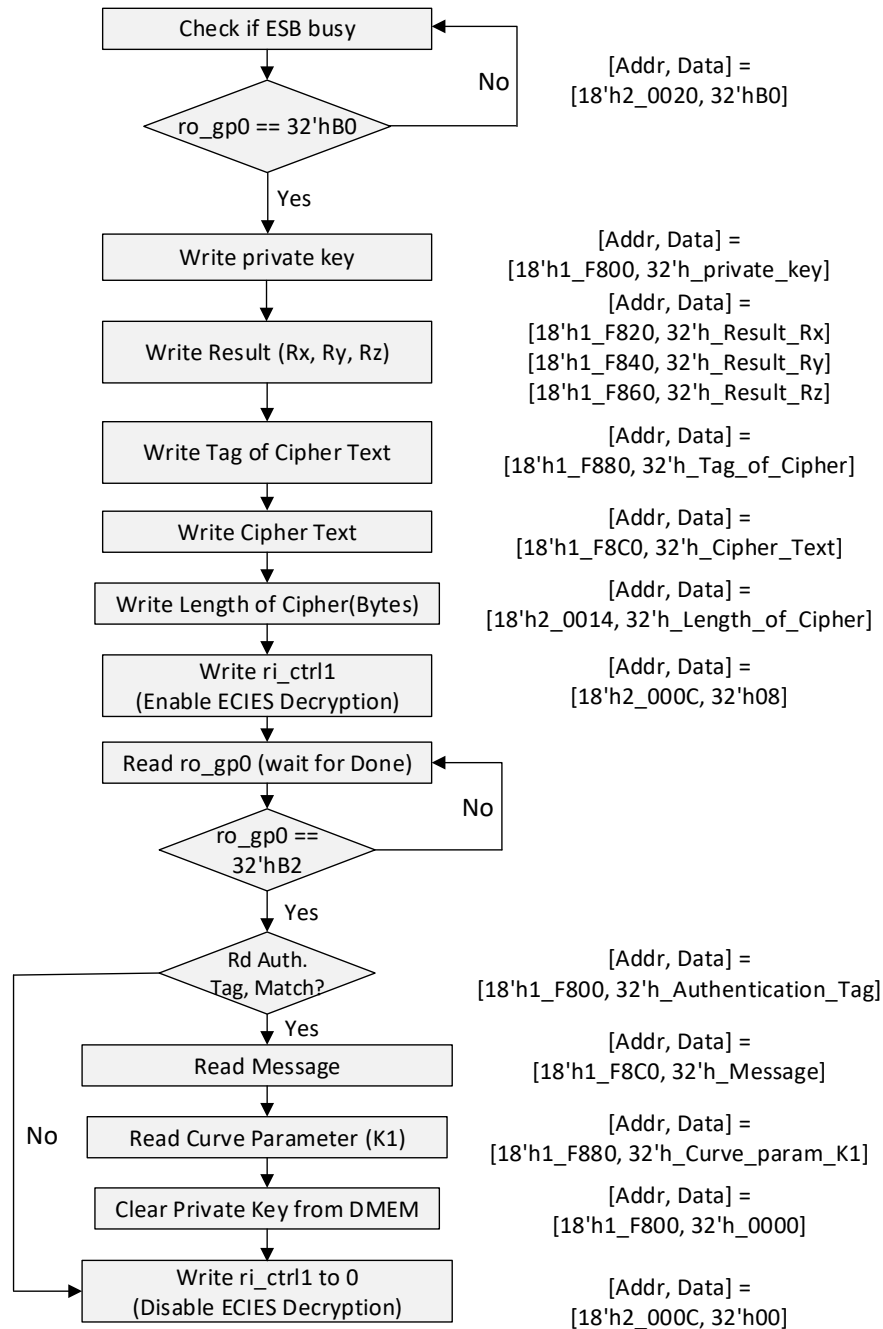 Check if ESB busy
No
[Addr, Data] =
[18'h2_0020, 32'hB0]
ro_gp0 == 32'hB0
Yes
Write private key
[Addr, Data] =
[18'h1_F800, 32'h_private_key]
Write Result (Rx, Ry, Rz)
[Addr, Data] =
[18'h1_F820, 32'h_Result_Rx]
[18'h1_F840, 32'h_Result_Ry]
[18'h1_F860, 32'h_Result_Rz]
Write Tag of Cipher Text
[Addr, Data] =
[18'h1_F880, 32'h_Tag_of_Cipher]
Write Cipher Text
[Addr, Data] =
[18'h1_F8C0, 32'h_Cipher_Text]
Write Length of Cipher(Bytes)
[Addr, Data] =
[18'h2_0014, 32'h_Length_of_Cipher]
Write ri_ctrl1
(Enable ECIES Decryption)
[Addr, Data] =
[18'h2_000C, 32'h08]
Read ro_gp0 (wait for Done)
No
ro_gp0 ==
32'hB2
Yes
Rd Auth.
Tag, Match?
[Addr, Data] =
[18'h1_F800, 32'h_Authentication_Tag]
Yes
Read Message
[Addr, Data] =
[18'h1_F8C0, 32'h_Message]
No
Read Curve Parameter (K1)
[Addr, Data] =
[18'h1_F880, 32'h_Curve_param_K1]
Clear Private Key from DMEM
[Addr, Data] =
[18'h1_F800, 32'h_0000]
Write ri_ctrl1 to 0
(Disable ECIES Decryption)
[Addr, Data] =
[18'h2_000C, 32'h00]